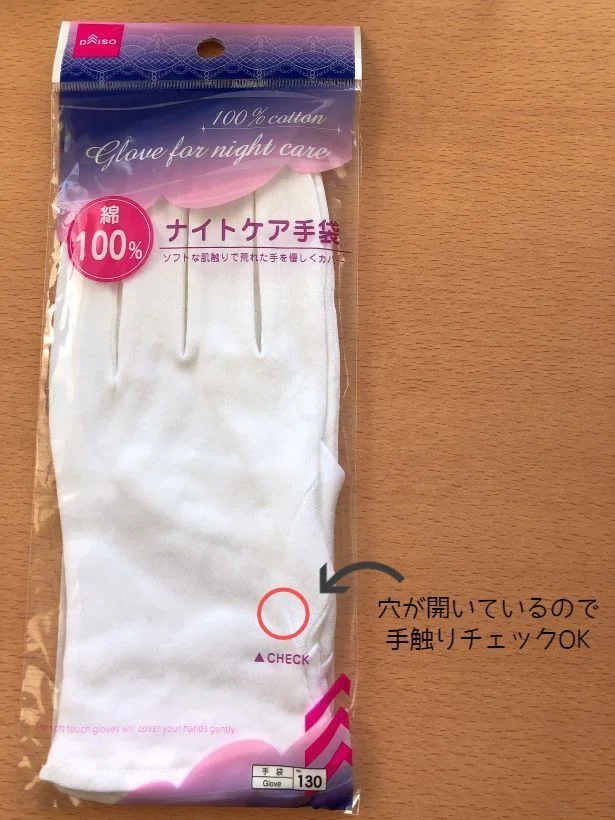 DAISO
100% cotton
Glove for night care
綿
100%
ナイトケア手袋
ソフトな肌触りで荒れた手を優しくカバー
穴が開いているので
手触りチェックOK
▲CHECK
soft touch gloves will cover your hands gently.
手袋
Glove
No.
130